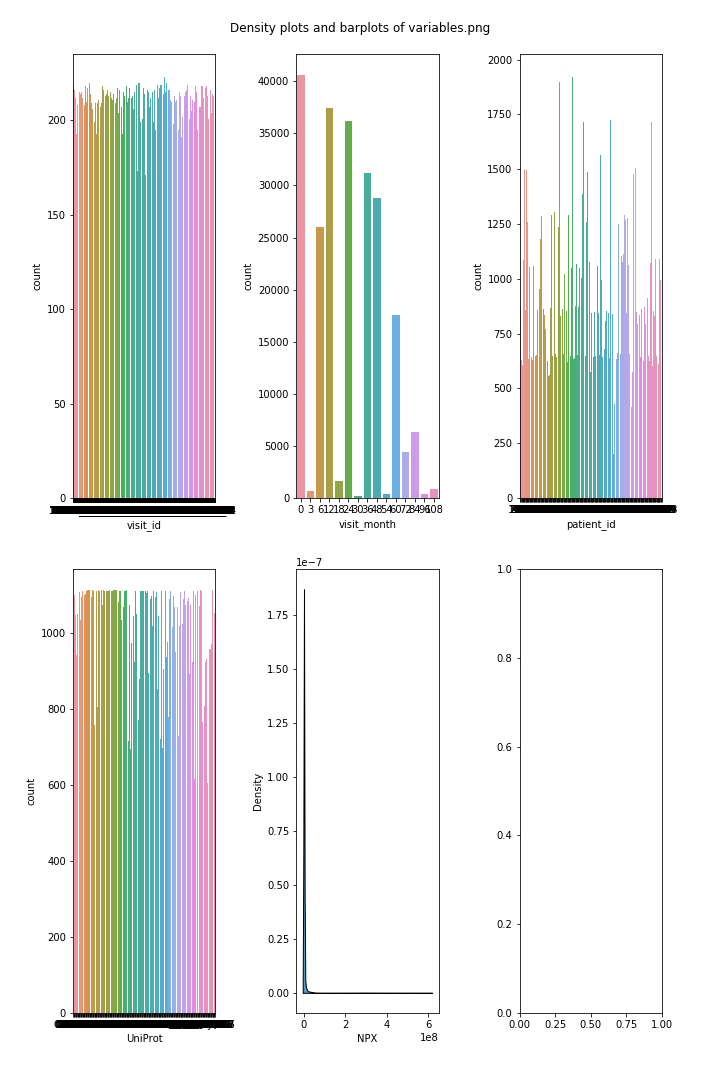 Density plots and barplots of variables.png
count
200
150
100
50
0
visit_id
count
40000
35000
30000
25000
20000
15000
10000
5000
0
0 3 6 12 18 24 30 36 48 54 60 72 84 96 108
visit_month
count
2000
1750
1500
1250
1000
750
500
250
0
patient_id
count
1000
800
600
400
200
0
UniProt
1e−7
Density
1.75
1.50
1.25
1.00
0.75
0.50
0.25
0.00
0 2 4 6
1e8
NPX
1.0
0.8
0.6
0.4
0.2
0.0
0.00 0.25 0.50 0.75 1.00